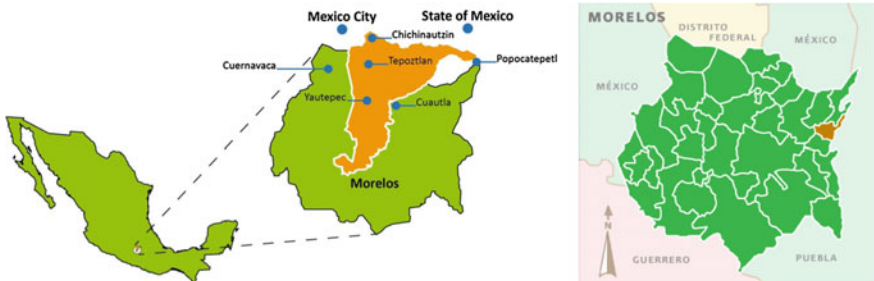 Mexico City
State of Mexico
Chichinautzin
Cuernavaca
Tepoztlan
Popocatepetl
Yautepec
Cuautla
Morelos
MORELOS
DISTRITO
FEDERAL
MÉXICO
MÉXICO
N
GUERRERO
PUEBLA